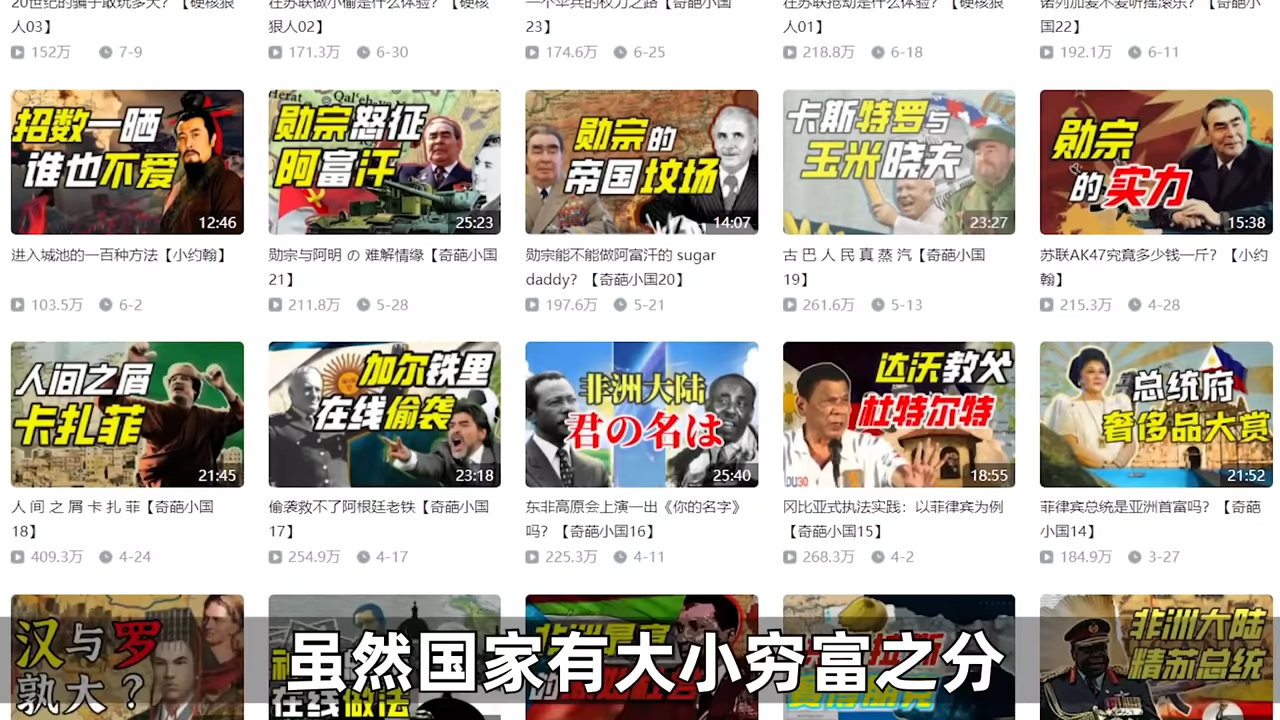 20世纪的骗子敢玩多大？【硬核狠
人03】
152万 7-9
在苏联做小偷是什么体验？【硬核
狠人02】
171.3万 6-30
一个伞兵的权力之路【奇葩小国
23】
174.6万 6-25
在苏联抢劫是什么体验？【硬核狠
人01】
218.8万 6-18
诺列加爱不爱听摇滚乐？【奇葩小
国22】
192.1万 6-11
招数一晒
谁也不爱
12:46
进入城池的一百种方法【小约翰】
103.5万 6-2
Herat
Qal'eh
勋宗怒征
阿富汗
25:23
勋宗与阿明 の 难解情缘【奇葩小国
21】
211.8万 5-28
勋宗的
帝国坟场
14:07
勋宗能不能做阿富汗的 sugar
daddy？【奇葩小国20】
197.6万 5-21
卡斯特罗与
玉米晓夫
23:27
古 巴 人 民 真 蒸 汽【奇葩小国
19】
261.6万 5-13
勋宗
的实力
15:38
苏联AK47究竟多少钱一斤？【小约
翰】
215.3万 4-28
人间之屑
卡扎菲
21:45
人 间 之 屑 卡 扎 菲【奇葩小国
18】
409.3万 4-24
加尔铁里
在线偷袭
23:18
偷袭救不了阿根廷老铁【奇葩小国
17】
254.9万 4-17
非洲大陆
君の名は
25:40
东非高原会上演一出《你的名字》
吗？【奇葩小国16】
225.3万 4-11
达沃教父
杜特尔特
DU30
18:55
冈比亚式执法实践：以菲律宾为例
【奇葩小国15】
268.3万 4-2
总统府
奢侈品大赏
21:52
菲律宾总统是亚洲首富吗？【奇葩
小国14】
184.9万 3-27
汉与罗
孰大？
在线做法
非洲大陆
精苏总统
虽然国家有大小穷富之分